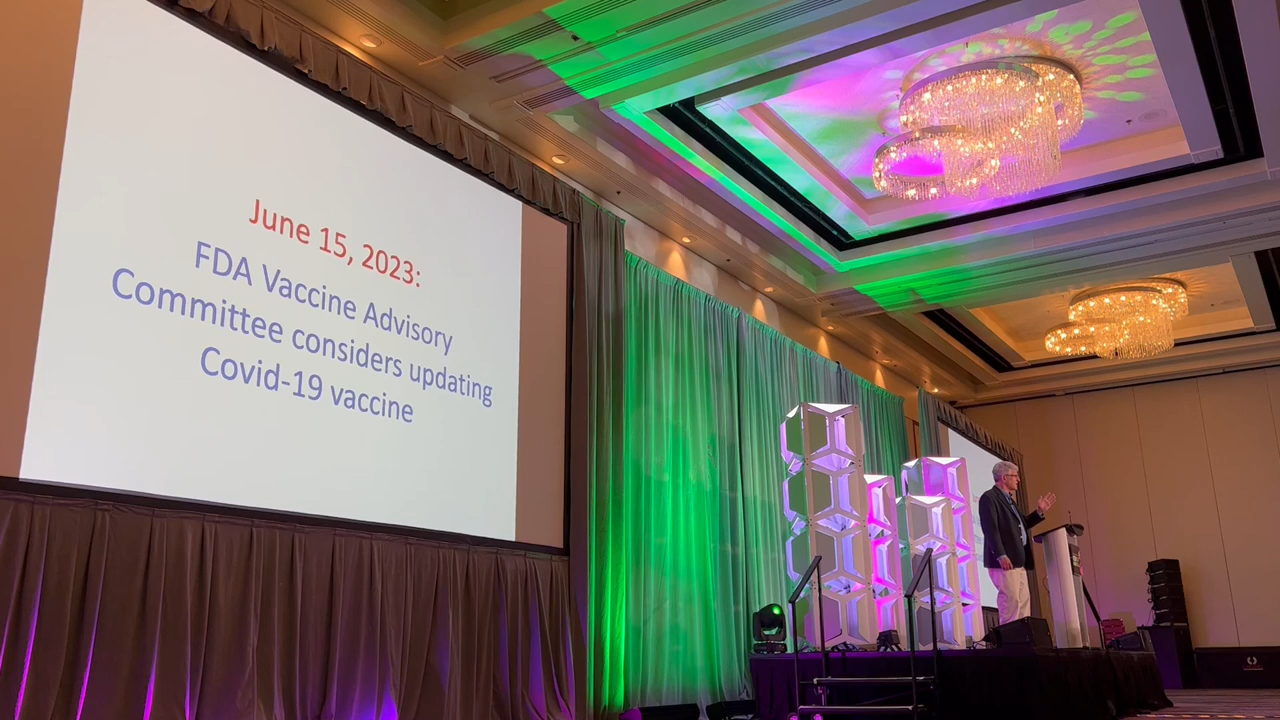 June 15, 2023:
FDA Vaccine Advisory
Committee considers updating
Covid-19 vaccine